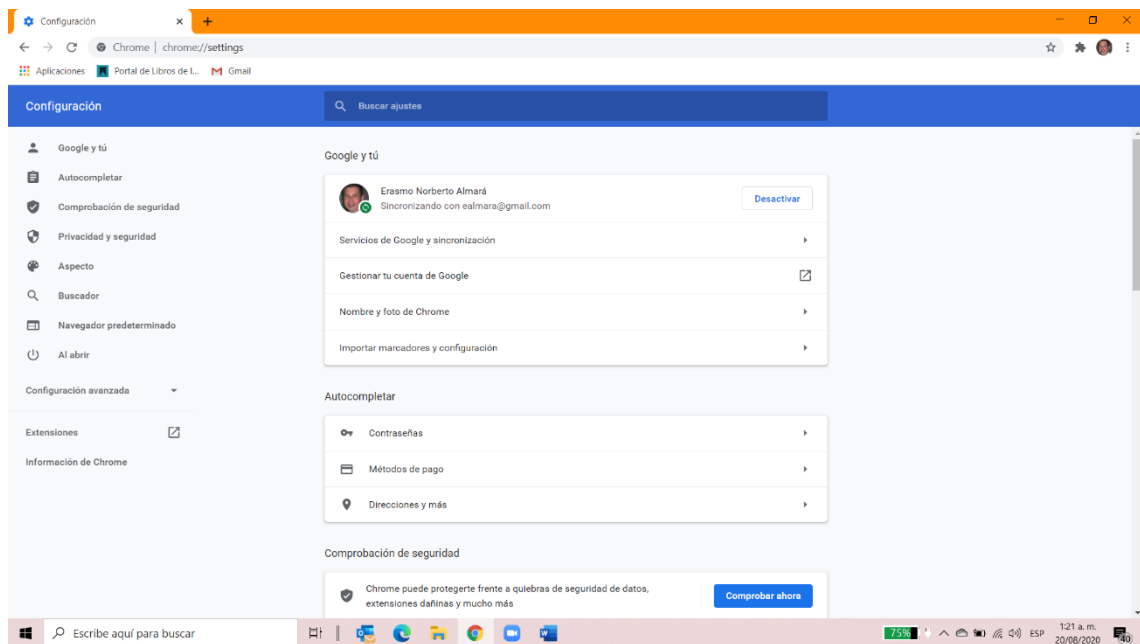 Configuración
Chrome | chrome://settings
Aplicaciones Portal de Libros de l... Gmail
Configuración
Buscar ajustes
Google y tú
Autocompletar
Comprobación de seguridad
Privacidad y seguridad
Aspecto
Buscador
Navegador predeterminado
Al abrir
Configuración avanzada
Extensiones
Información de Chrome
Google y tú
Erasmo Norberto Almará
Sincronizando con ealmara@gmail.com
Desactivar
Servicios de Google y sincronización
Gestionar tu cuenta de Google
Nombre y foto de Chrome
Importar marcadores y configuración
Autocompletar
Contraseñas
Métodos de pago
Direcciones y más
Comprobación de seguridad
Chrome puede protegerte frente a quiebras de seguridad de datos,
extensiones dañinas y mucho más
Comprobar ahora
Escribe aquí para buscar
75%
ESP
1:21 a. m.
20/08/2020
40